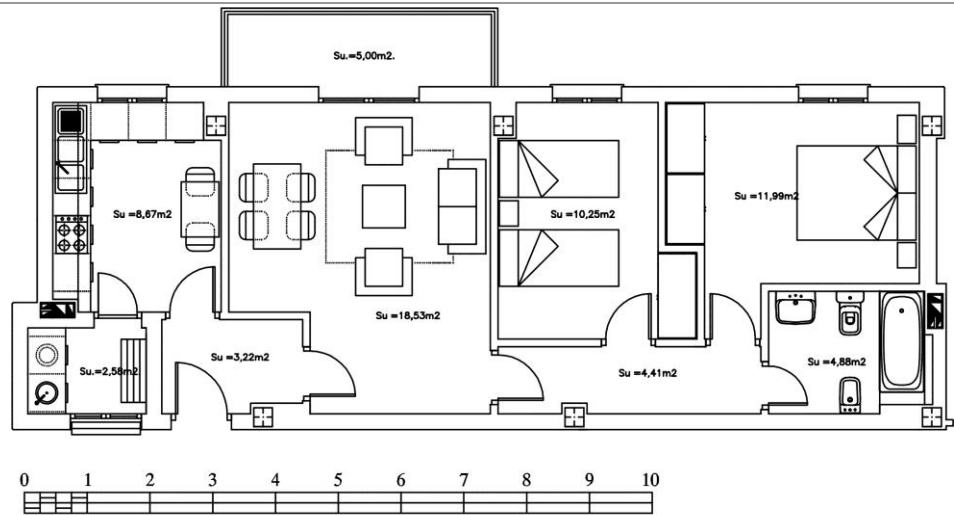 Su.=5,00m2.
Su =8,67m2
Su =10,25m2
Su =11,99m2
Su =18,53m2
Su.=2,58m2
Su =3,22m2
Su =4,41m2
Su =4,88m2
0 1 2 3 4 5 6 7 8 9 10